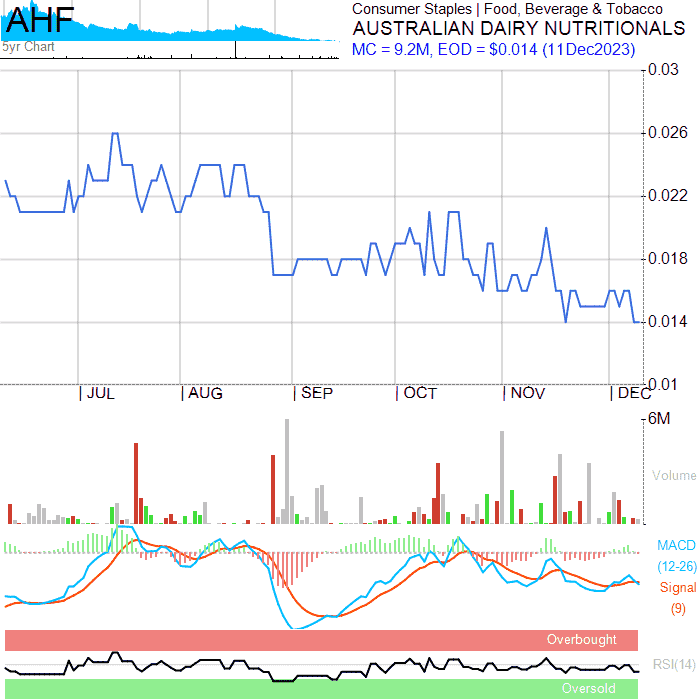 AHF
5yr Chart
Consumer Staples | Food, Beverage & Tobacco
AUSTRALIAN DAIRY NUTRITIONALS
MC = 9.2M, EOD = $0.014 (11Dec2023)
0.03
0.026
0.022
0.018
0.014
0.01
|JUL |AUG |SEP |OCT |NOV |DEC
6M
Volume
MACD
(12-26)
Signal
(9)
Overbought
RSI(14)
Oversold